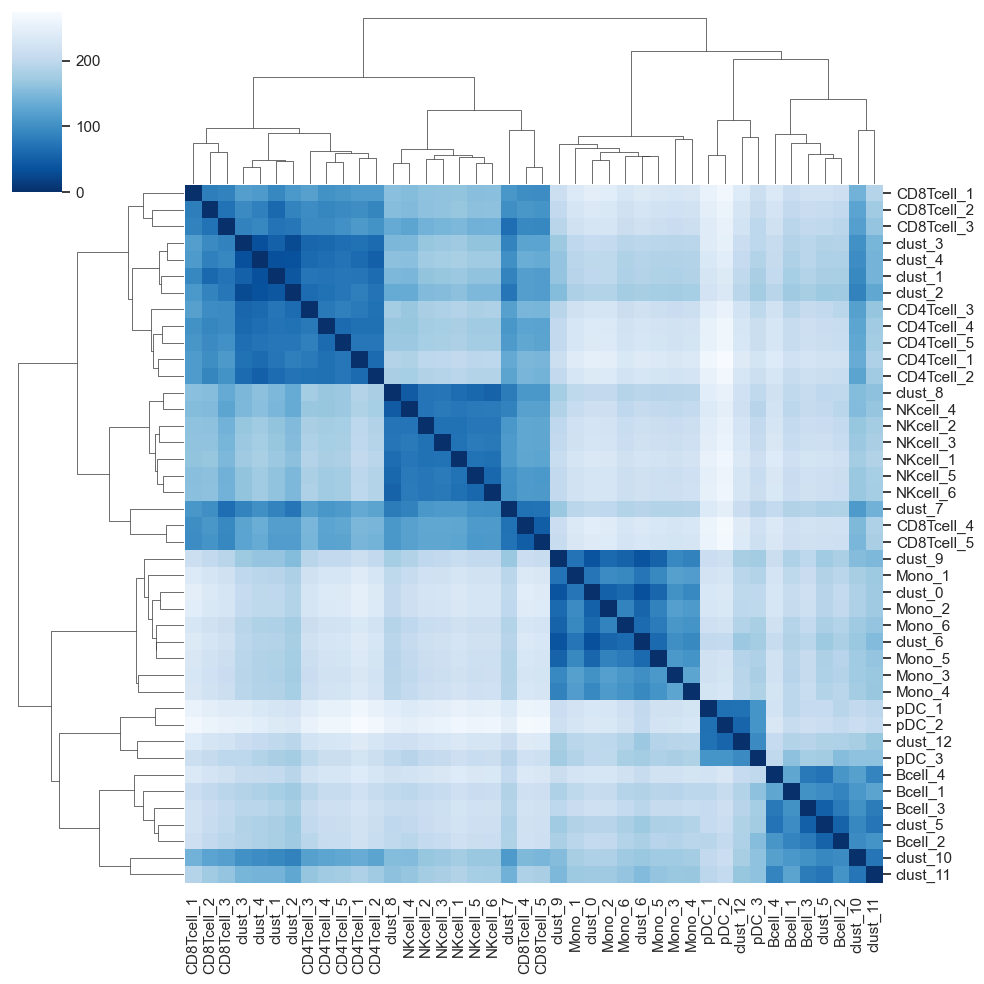 200
100
0
CD8Tcell_1
CD8Tcell_2
CD8Tcell_3
clust_3
clust_4
clust_1
clust_2
CD4Tcell_3
CD4Tcell_4
CD4Tcell_5
CD4Tcell_1
CD4Tcell_2
clust_8
NKcell_4
NKcell_2
NKcell_3
NKcell_1
NKcell_5
NKcell_6
clust_7
CD8Tcell_4
CD8Tcell_5
clust_9
Mono_1
clust_0
Mono_2
Mono_6
clust_6
Mono_5
Mono_3
Mono_4
pDC_1
pDC_2
clust_12
pDC_3
Bcell_4
Bcell_1
Bcell_3
clust_5
Bcell_2
clust_10
clust_11
CD8Tcell_1
CD8Tcell_2
CD8Tcell_3
clust_3
clust_4
clust_1
clust_2
CD4Tcell_3
CD4Tcell_4
CD4Tcell_5
CD4Tcell_1
CD4Tcell_2
clust_8
NKcell_4
NKcell_2
NKcell_3
NKcell_1
NKcell_5
NKcell_6
clust_7
CD8Tcell_4
CD8Tcell_5
clust_9
Mono_1
clust_0
Mono_2
Mono_6
clust_6
Mono_5
Mono_3
Mono_4
pDC_1
pDC_2
clust_12
pDC_3
Bcell_4
Bcell_1
Bcell_3
clust_5
Bcell_2
clust_10
clust_11